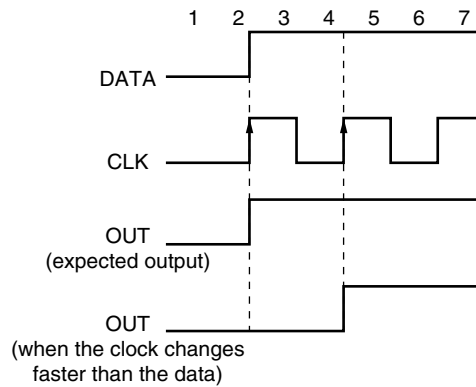 1 2 3 4 5 6 7
DATA
CLK
OUT
(expected output)
OUT
(when the clock changes
faster than the data)